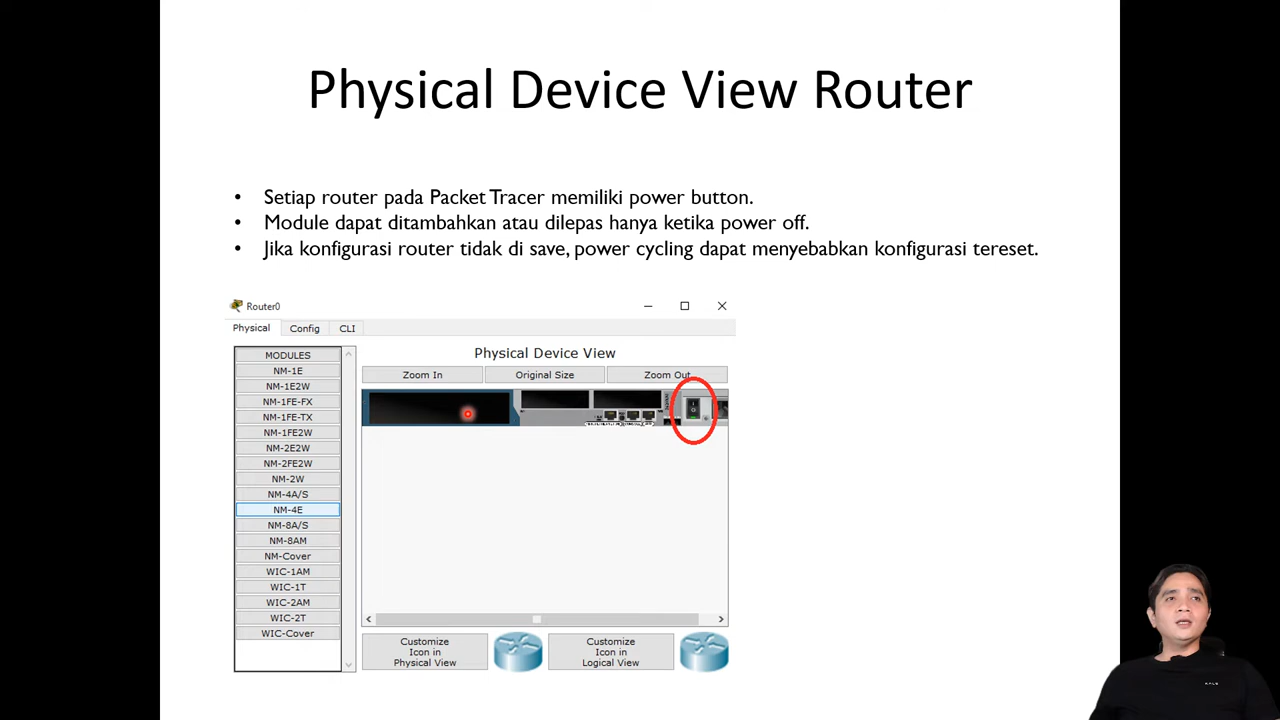 Physical Device View Router
• Setiap router pada Packet Tracer memiliki power button.
• Module dapat ditambahkan atau dilepas hanya ketika power off.
• Jika konfigurasi router tidak di save, power cycling dapat menyebabkan konfigurasi tereset.
Router0
Physical Config CLI
MODULES
NM-1E
NM-1E2W
NM-1FE-FX
NM-1FE-TX
NM-1FE2W
NM-2E2W
NM-2FE2W
NM-2W
NM-4A/S
NM-4E
NM-8A/S
NM-8AM
NM-Cover
WIC-1AM
WIC-1T
WIC-2AM
WIC-2T
WIC-Cover
Physical Device View
Zoom In Original Size Zoom Out
Customize
Icon in
Physical View
Customize
Icon in
Logical View